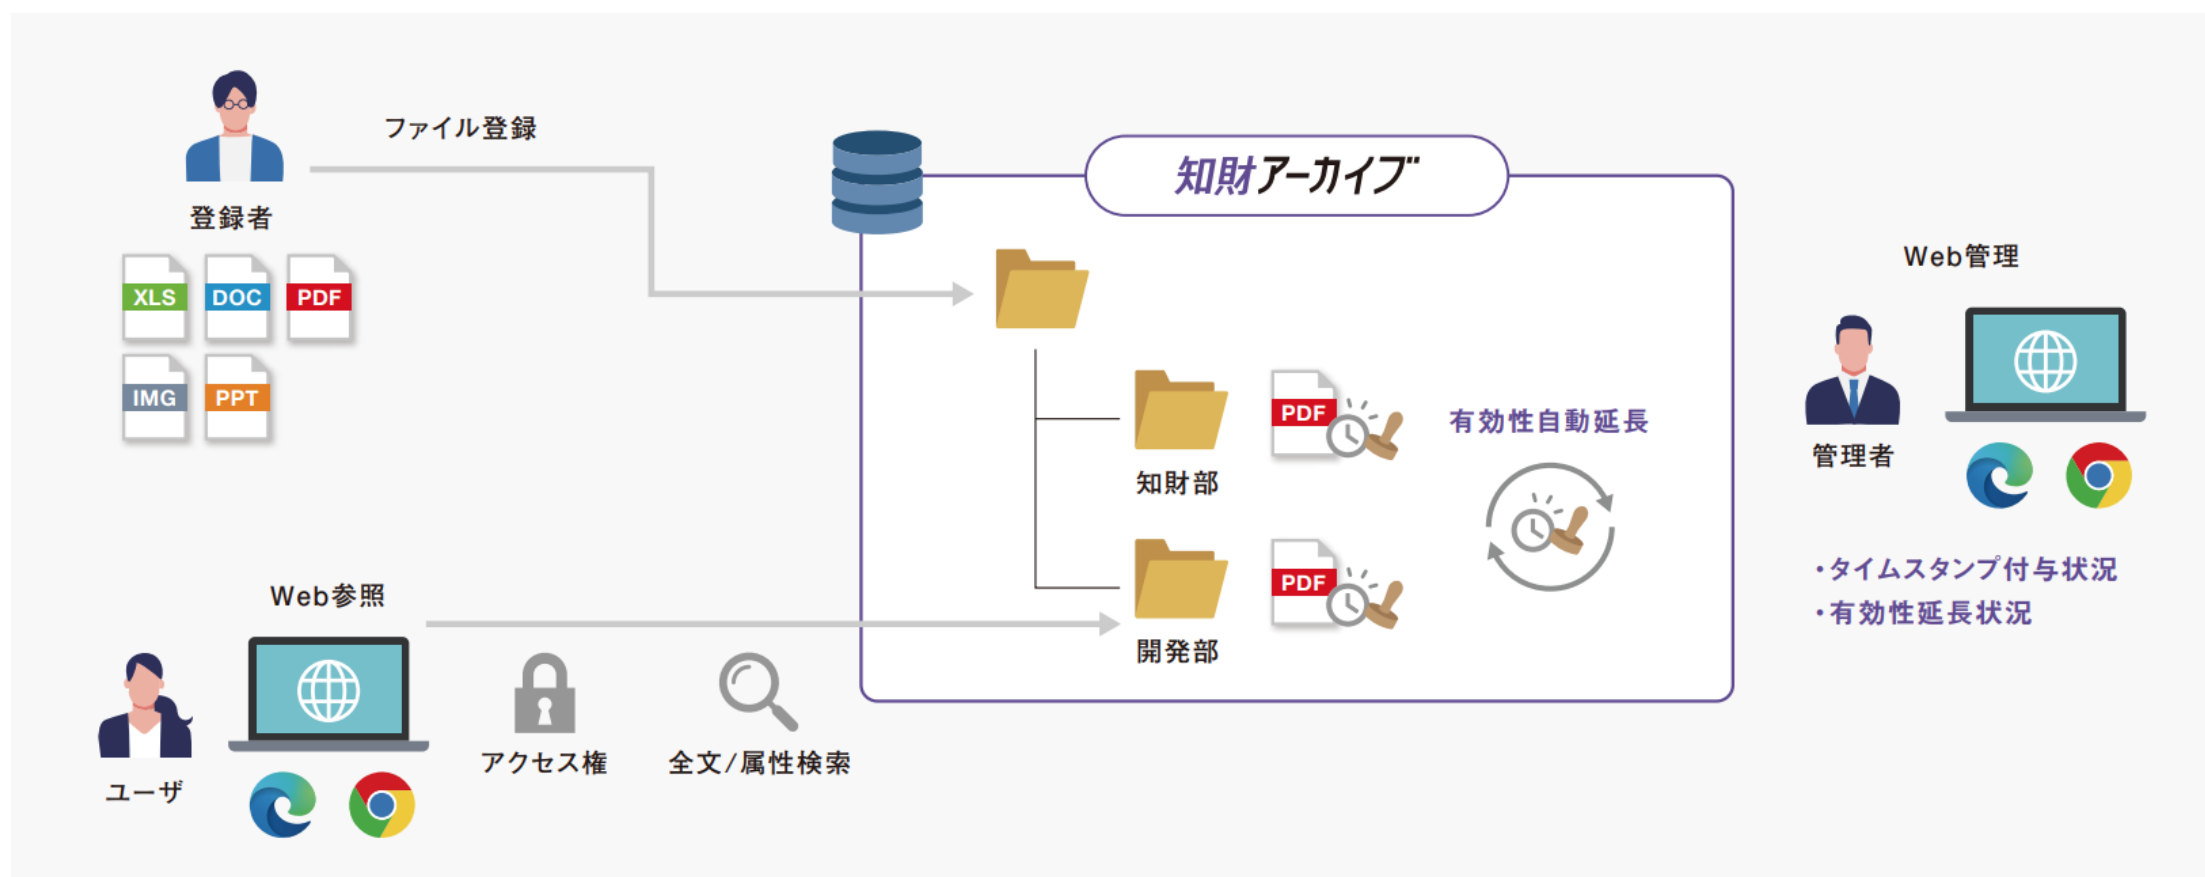 ファイル登録
登録者
XLS
DOC
PDF
IMG
PPT
知財アーカイブ
PDF
知財部
有効性自動延長
PDF
開発部
Web管理
管理者
・タイムスタンプ付与状況
・有効性延長状況
Web参照
ユーザ
アクセス権
全文/属性検索